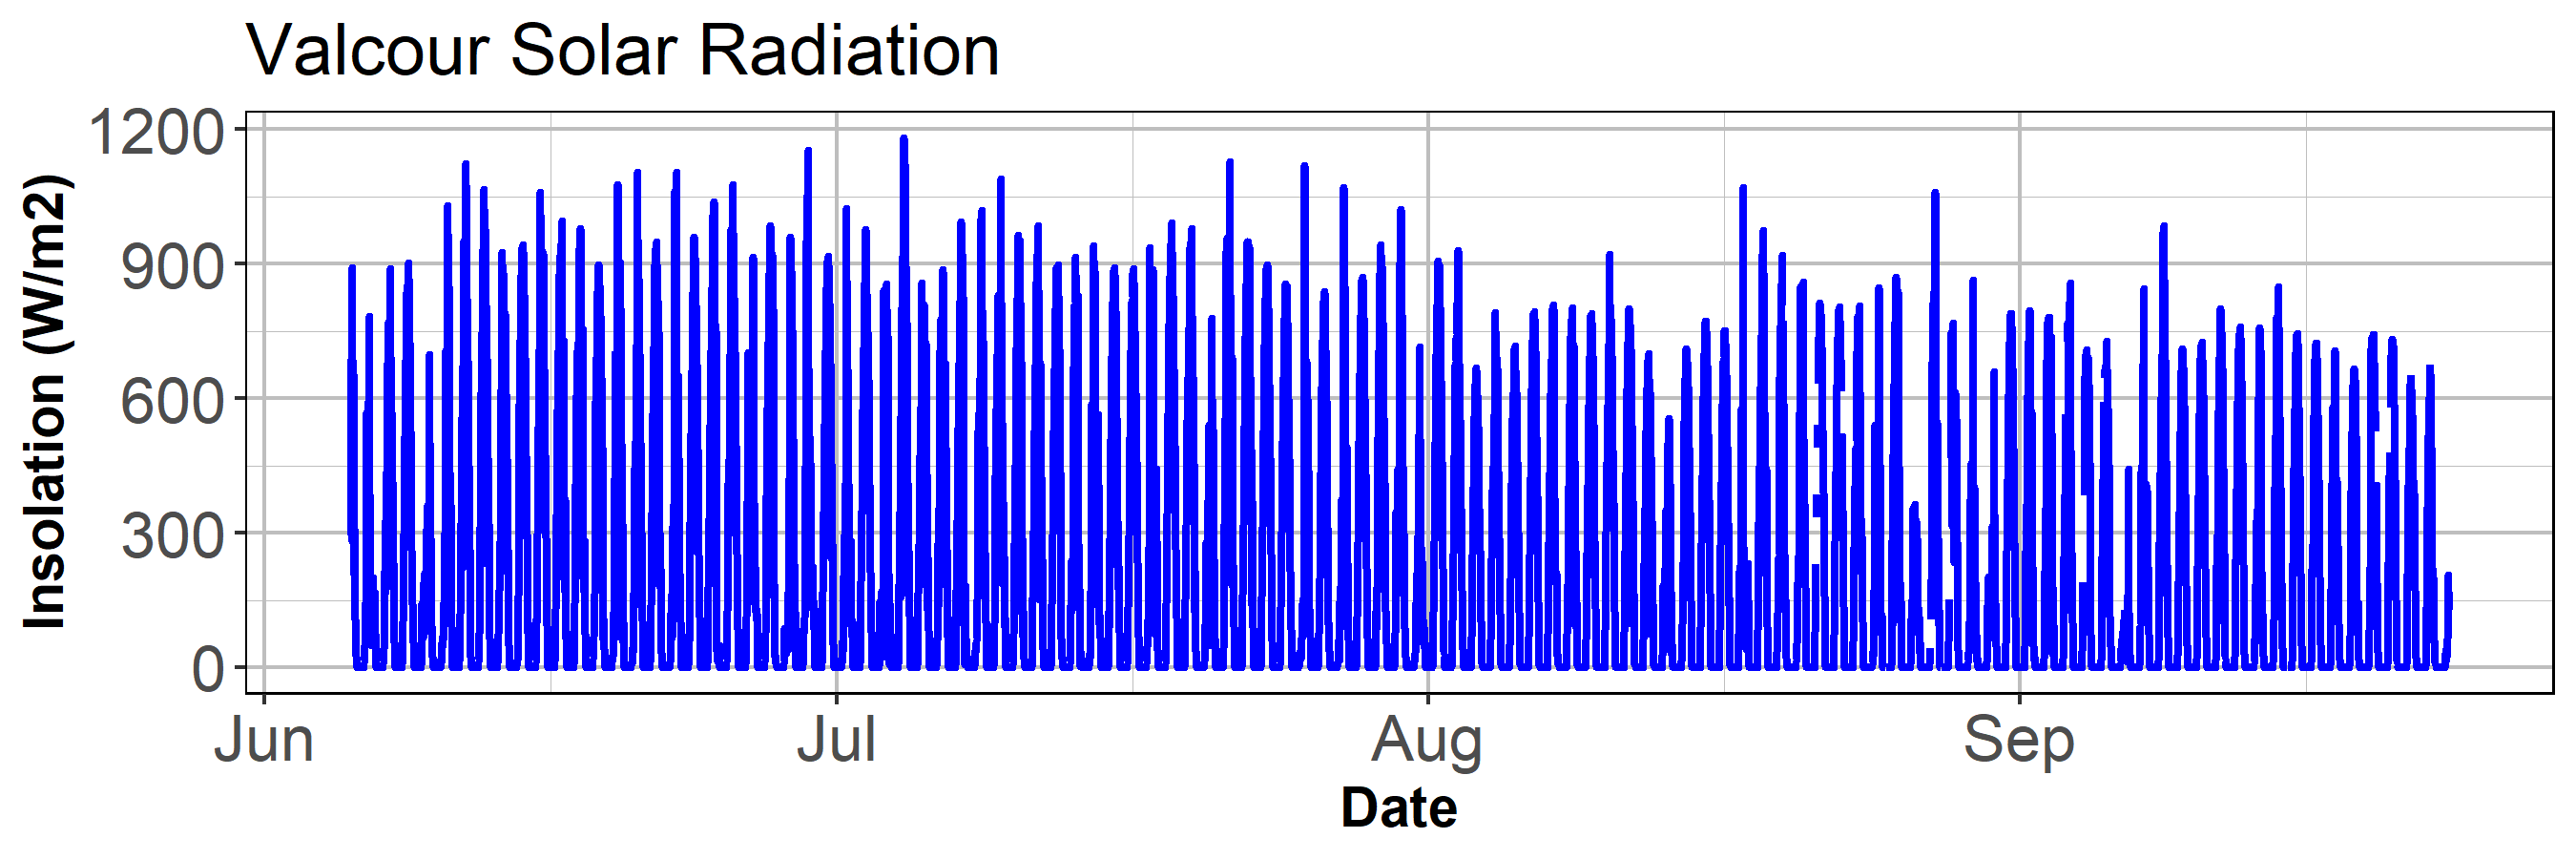 Valcour Solar Radiation
Insolation (W/m2)
1200
900
600
300
0
Jun Jul Aug Sep
Date